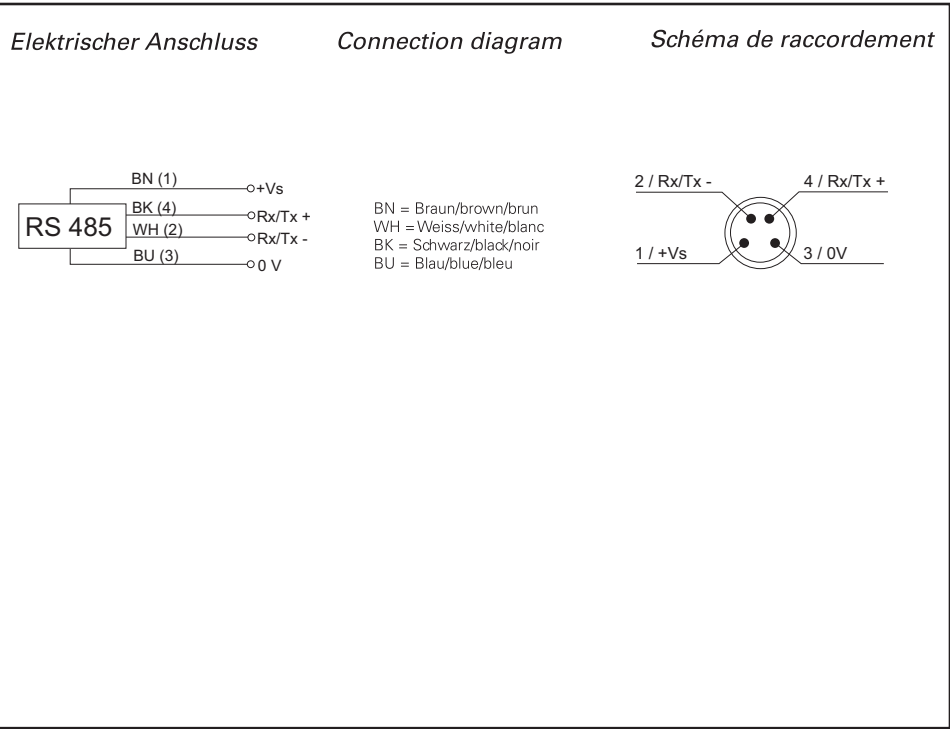 Elektrischer Anschluss
Connection diagram
Schéma de raccordement
BN (1)
+Vs
RS 485
BK (4)
Rx/Tx +
WH (2)
Rx/Tx -
BU (3)
0 V
BN = Braun/brown/brun
WH =Weiss/white/blanc
BK = Schwarz/black/noir
BU = Blau/blue/bleu
2 / Rx/Tx -
4 / Rx/Tx +
1 / +Vs
3 / 0V